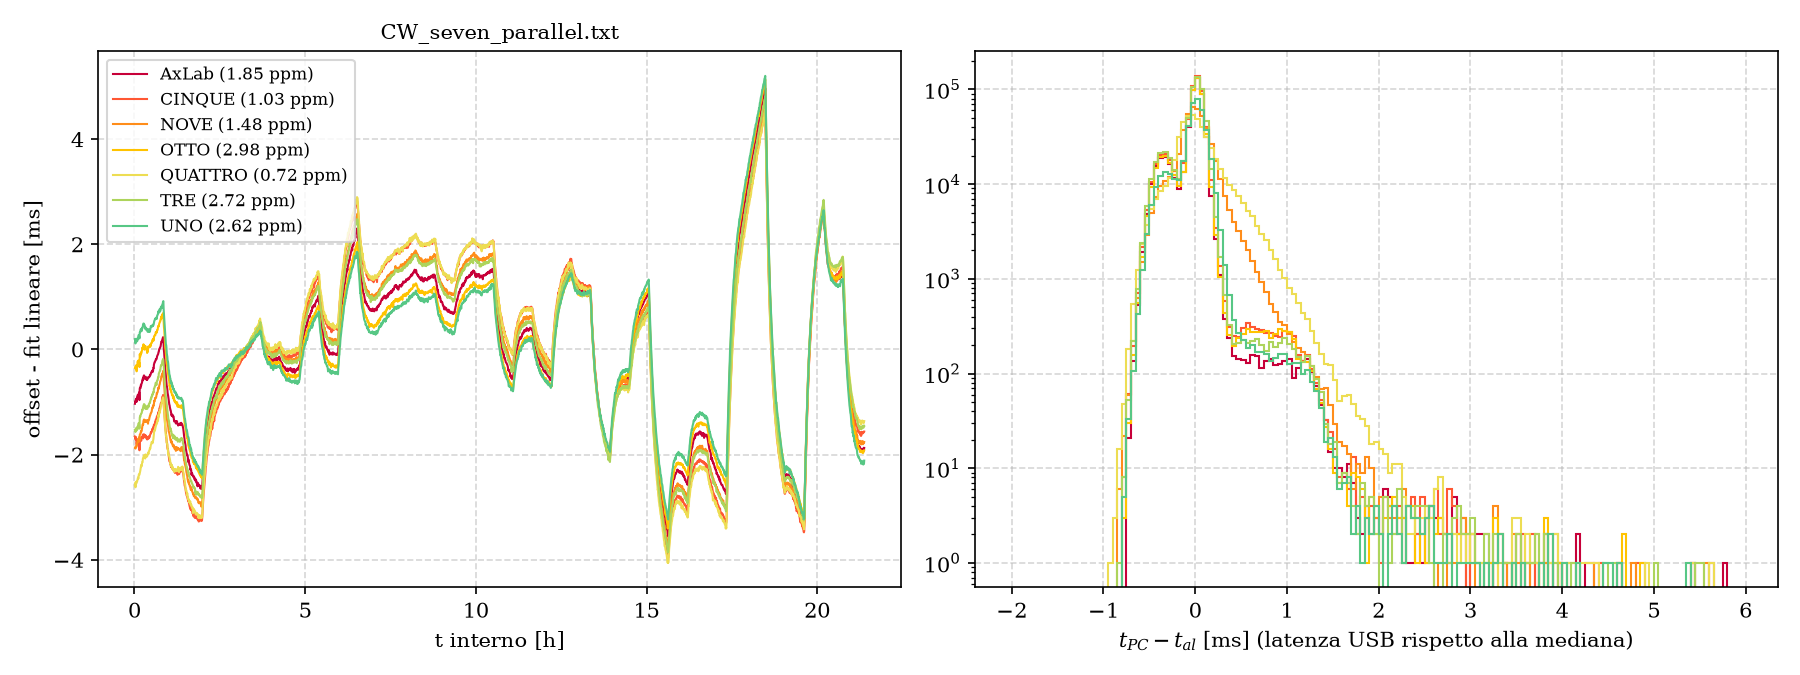 CW_seven_parallel.txt
AxLab (1.85 ppm)
CINQUE (1.03 ppm)
NOVE (1.48 ppm)
OTTO (2.98 ppm)
QUATTRO (0.72 ppm)
TRE (2.72 ppm)
UNO (2.62 ppm)
offset - fit lineare [ms]
4
2
0
−2
−4
0 5 10 15 20
t interno [h]
10^5
10^4
10^3
10^2
10^1
10^0
−2 −1 0 1 2 3 4 5 6
t_PC − t_al [ms] (latenza USB rispetto alla mediana)